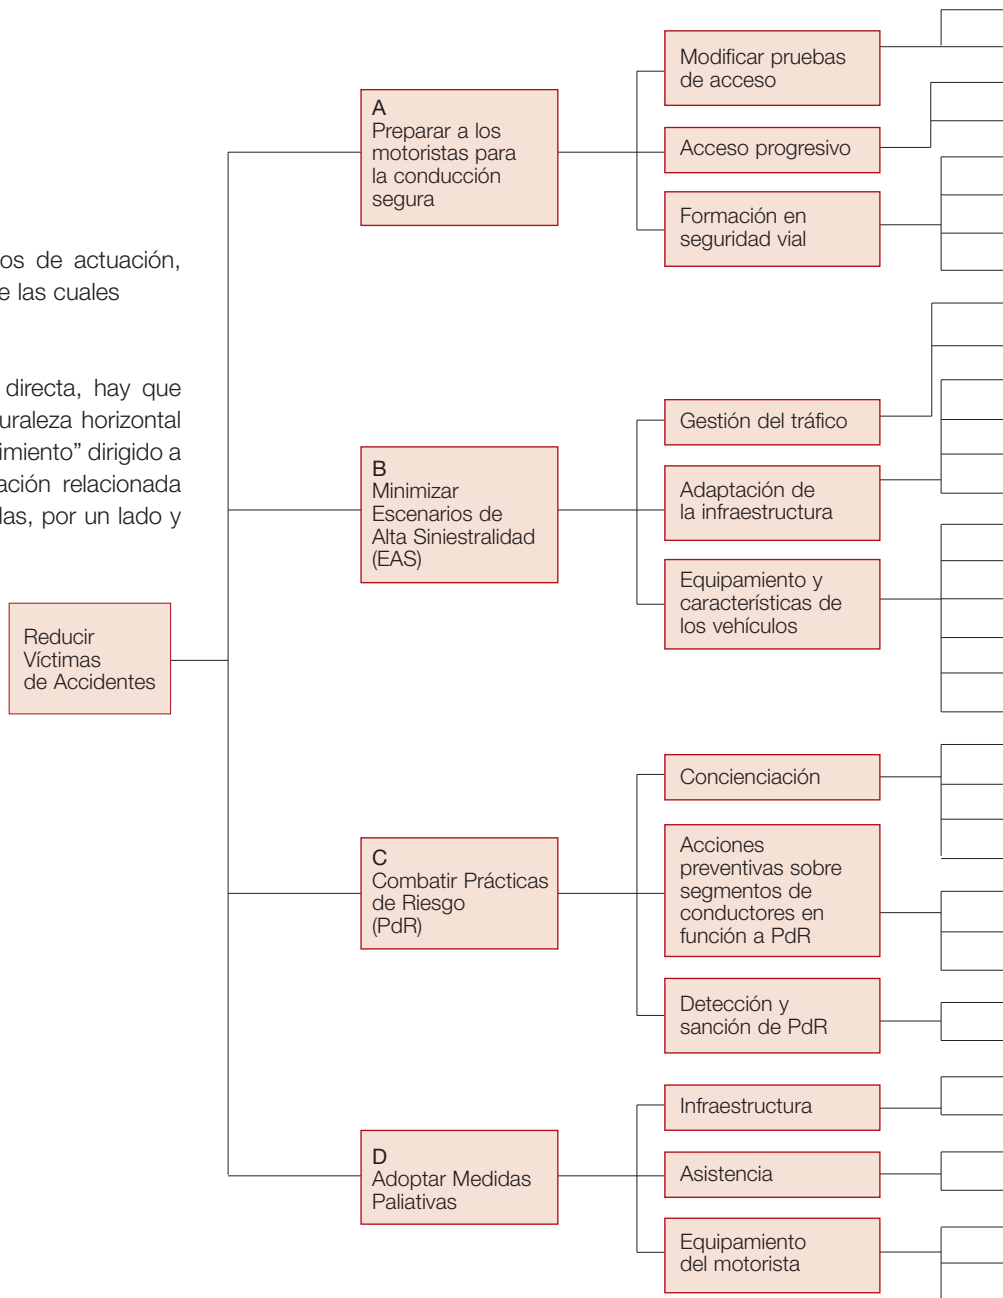 os de actuación,
e las cuales
directa, hay que
uraleza horizontal
imiento” dirigido a
ación relacionada
las, por un lado y
Reducir
Víctimas
de Accidentes
A
Preparar a los
motoristas para
la conducción
segura
Modificar pruebas
de acceso
Acceso progresivo
Formación en
seguridad vial
B
Minimizar
Escenarios de
Alta Siniestralidad
(EAS)
Gestión del tráfico
Adaptación de
la infraestructura
Equipamiento y
características de
los vehículos
C
Combatir Prácticas
de Riesgo
(PdR)
Concienciación
Acciones
preventivas sobre
segmentos de
conductores en
función a PdR
Detección y
sanción de PdR
D
Adoptar Medidas
Paliativas
Infraestructura
Asistencia
Equipamiento
del motorista